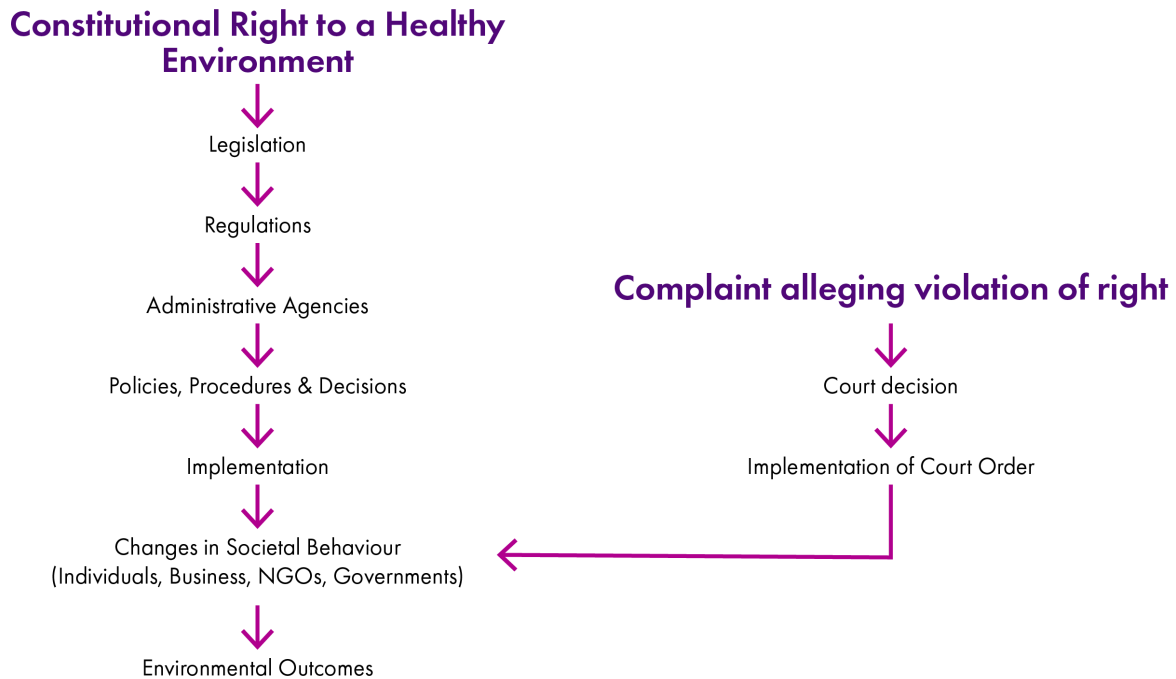 Constitutional Right to a Healthy
Environment
Legislation
Regulations
Administrative Agencies
Policies, Procedures & Decisions
Implementation
Changes in Societal Behaviour
(Individuals, Business, NGOs, Governments)
Environmental Outcomes
Complaint alleging violation of right
Court decision
Implementation of Court Order